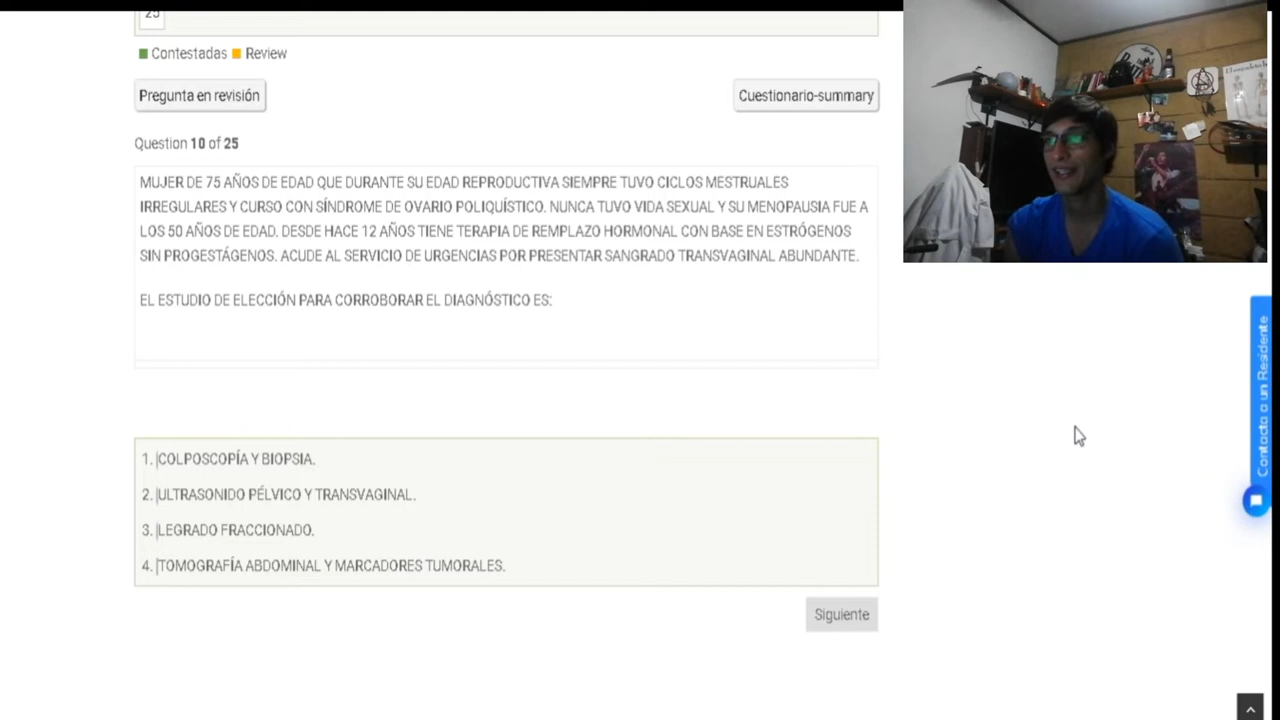 25
Contestadas Review
Pregunta en revisión
Cuestionario-summary
Question 10 of 25
MUJER DE 75 AÑOS DE EDAD QUE DURANTE SU EDAD REPRODUCTIVA SIEMPRE TUVO CICLOS MESTRUALES
IRREGULARES Y CURSO CON SÍNDROME DE OVARIO POLIQUÍSTICO. NUNCA TUVO VIDA SEXUAL Y SU MENOPAUSIA FUE A
LOS 50 AÑOS DE EDAD. DESDE HACE 12 AÑOS TIENE TERAPIA DE REMPLAZO HORMONAL CON BASE EN ESTRÓGENOS
SIN PROGESTÁGENOS. ACUDE AL SERVICIO DE URGENCIAS POR PRESENTAR SANGRADO TRANSVAGINAL ABUNDANTE.
EL ESTUDIO DE ELECCIÓN PARA CORROBORAR EL DIAGNÓSTICO ES:
1. COLPOSCOPÍA Y BIOPSIA.
2. ULTRASONIDO PÉLVICO Y TRANSVAGINAL.
3. LEGRADO FRACCIONADO.
4. TOMOGRAFÍA ABDOMINAL Y MARCADORES TUMORALES.
Siguiente
Contacta a un Residente